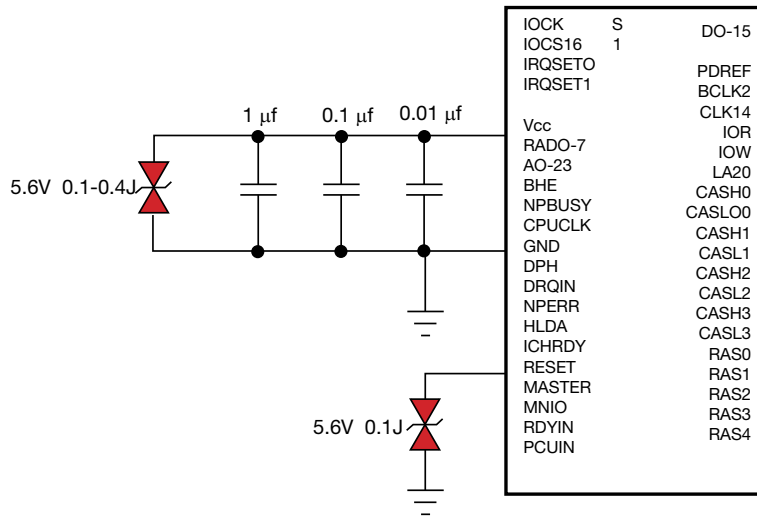 IOCK S DO-15
IOCS16 1
IRQSETO
IRQSET1
PDREF
BCLK2
CLK14
1 μf 0.1 μf 0.01 μf
Vcc IOR
RADO-7 IOW
AO-23 LA20
BHE CASH0
NPBUSY CASLO0
CPUCLK CASH1
GND CASL1
DPH CASH2
DRQIN CASL2
NPERR CASH3
HLDA CASL3
ICHRDY RAS0
RESET RAS1
MASTER RAS2
MNIO RAS3
RDYIN RAS4
PCUIN
5.6V 0.1-0.4J
5.6V 0.1J